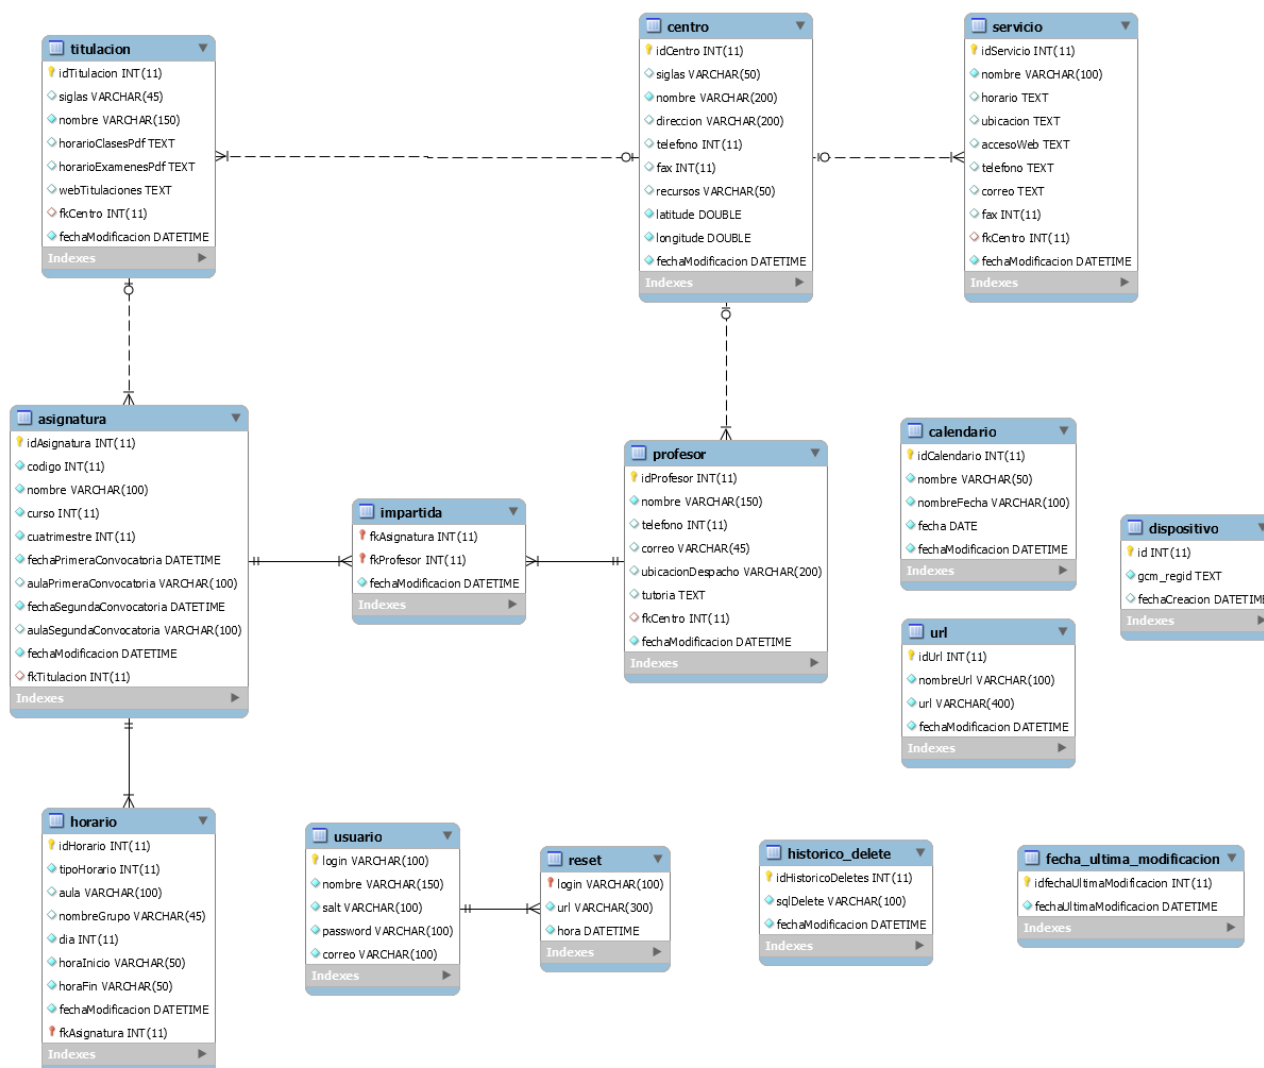 titulacion
idTitulacion INT(11)
siglas VARCHAR(45)
nombre VARCHAR(150)
horarioClasesPdf TEXT
horarioExamenesPdf TEXT
webTitulaciones TEXT
fkCentro INT(11)
fechaModificacion DATETIME
Indexes
centro
idCentro INT(11)
siglas VARCHAR(50)
nombre VARCHAR(200)
direccion VARCHAR(200)
telefono INT(11)
fax INT(11)
recursos VARCHAR(50)
latitude DOUBLE
longitude DOUBLE
fechaModificacion DATETIME
Indexes
servicio
idServicio INT(11)
nombre VARCHAR(100)
horario TEXT
ubicacion TEXT
accesoWeb TEXT
telefono TEXT
correo TEXT
fax INT(11)
fkCentro INT(11)
fechaModificacion DATETIME
Indexes
asignatura
idAsignatura INT(11)
codigo INT(11)
nombre VARCHAR(100)
curso INT(11)
cuatrimestre INT(11)
fechaPrimeraConvocatoria DATETIME
aulaPrimeraConvocatoria VARCHAR(100)
fechaSegundaConvocatoria DATETIME
aulaSegundaConvocatoria VARCHAR(100)
fechaModificacion DATETIME
fkTitulacion INT(11)
Indexes
impartida
fkAsignatura INT(11)
fkProfesor INT(11)
fechaModificacion DATETIME
Indexes
profesor
idProfesor INT(11)
nombre VARCHAR(150)
telefono INT(11)
correo VARCHAR(45)
ubicacionDespacho VARCHAR(200)
tutoria TEXT
fkCentro INT(11)
fechaModificacion DATETIME
Indexes
calendario
idCalendario INT(11)
nombre VARCHAR(50)
nombreFecha VARCHAR(100)
fecha DATE
fechaModificacion DATETIME
Indexes
dispositivo
id INT(11)
gcm_regid TEXT
fechaCreacion DATETIME
Indexes
url
idUrl INT(11)
nombreUrl VARCHAR(100)
url VARCHAR(400)
fechaModificacion DATETIME
Indexes
horario
idHorario INT(11)
tipoHorario INT(11)
aula VARCHAR(100)
nombreGrupo VARCHAR(45)
dia INT(11)
horaInicio VARCHAR(50)
horaFin VARCHAR(50)
fechaModificacion DATETIME
fkAsignatura INT(11)
Indexes
usuario
login VARCHAR(100)
nombre VARCHAR(150)
salt VARCHAR(100)
password VARCHAR(100)
correo VARCHAR(100)
Indexes
reset
login VARCHAR(100)
url VARCHAR(300)
hora DATETIME
Indexes
historico_delete
idHistoricoDeletes INT(11)
sqlDelete VARCHAR(100)
fechaModificacion DATETIME
Indexes
fecha_ultima_modificacion
idfechaUltimaModificacion INT(11)
fechaUltimaModificacion DATETIME
Indexes